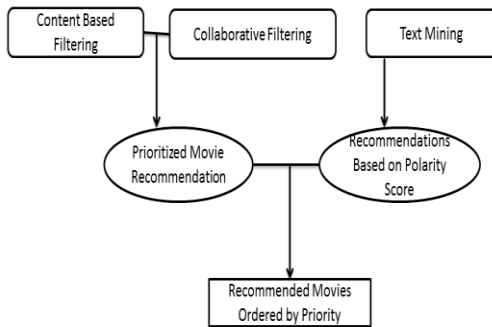 Content Based
Filtering
Collaborative Filtering
Text Mining
Prioritized Movie
Recommendation
Recommendations
Based on Polarity
Score
Recommended Movies
Ordered by Priority